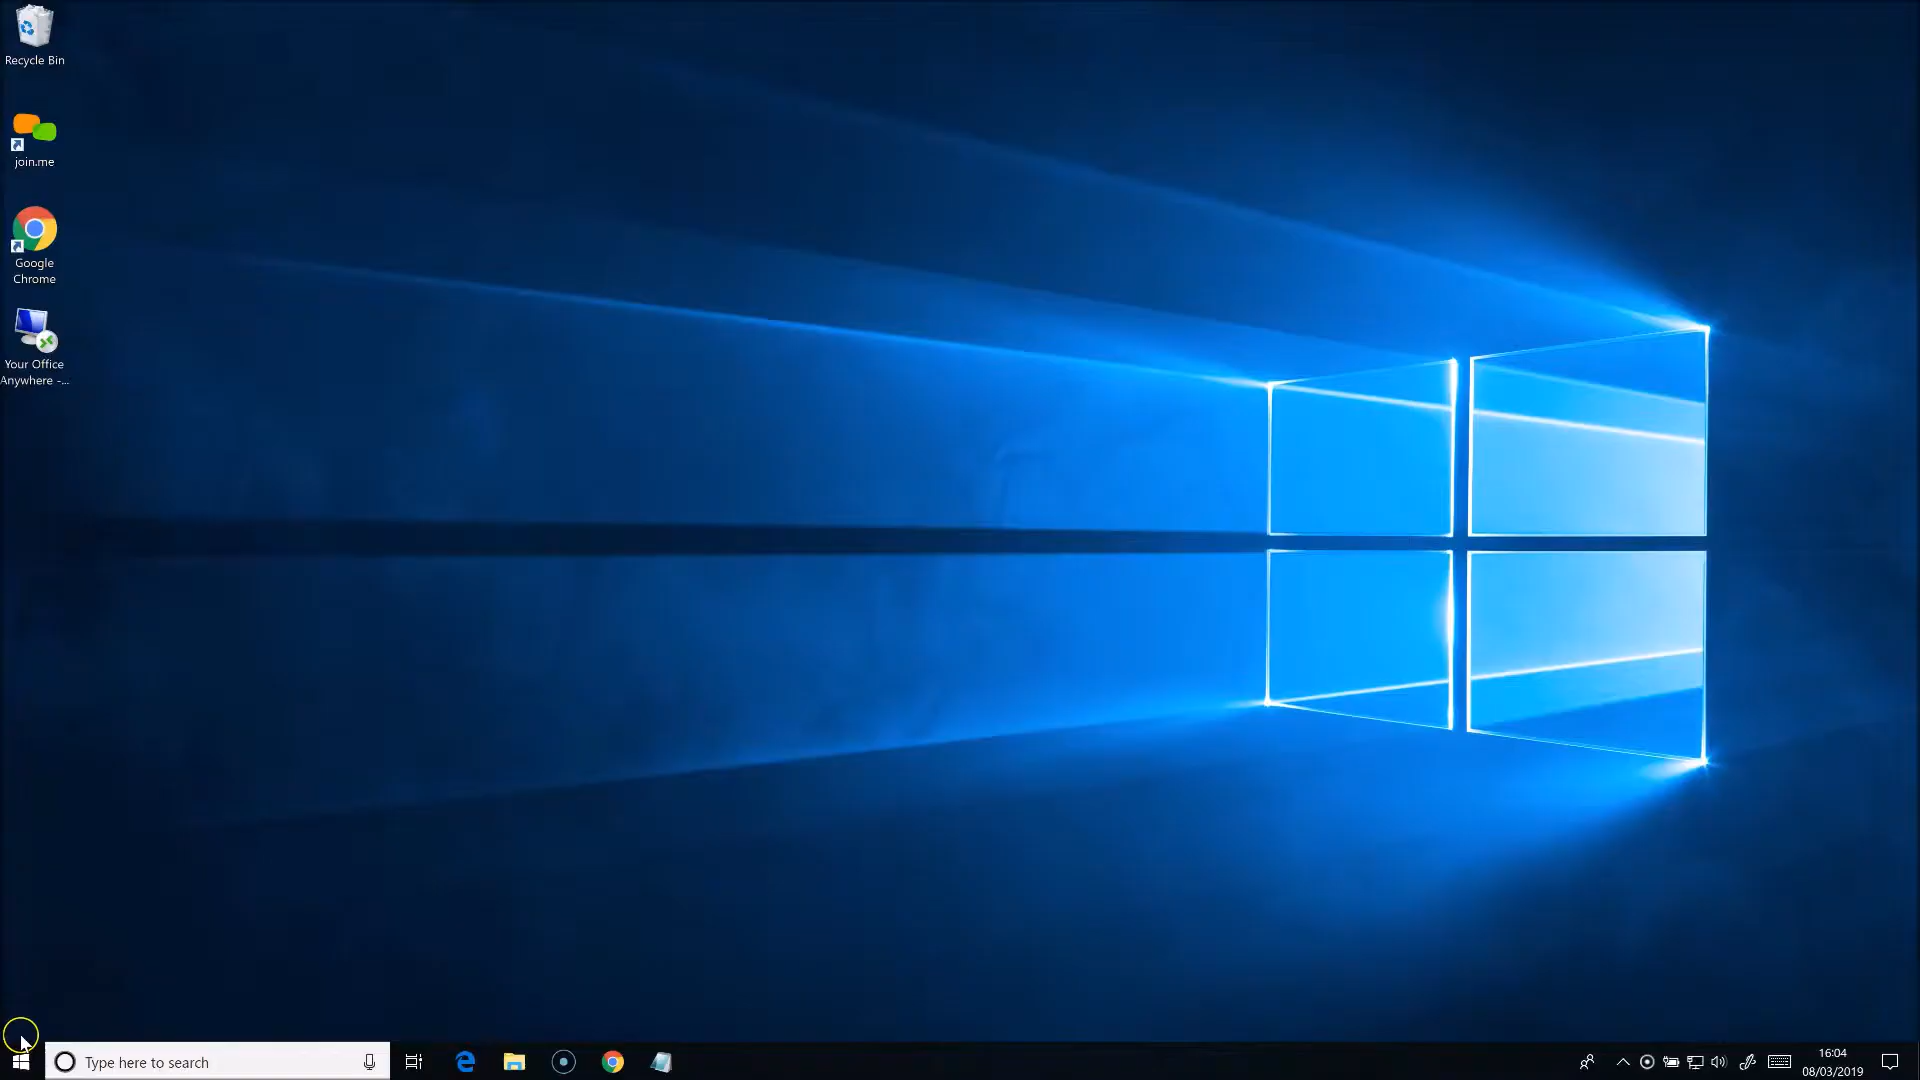 Recycle Bin
join.me
Google
Chrome
Your Office
Anywhere -...
Type here to search
16:04
08/03/2019